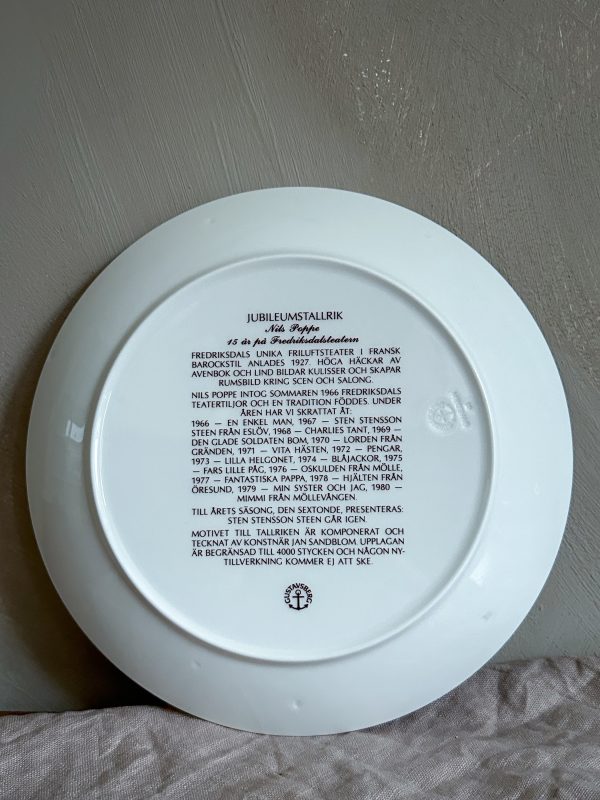 JUBILEUMSTALLRIK
Nils Poppe
15 år på Fredriksdalsteatern
FREDRIKSDALS UNIKA FRILUFTSTEATER I FRANSK
BAROCKSTIL ANLADES 1927. HÖGA HÄCKAR AV
AVENBOK OCH LIND BILDAR KULISSER OCH SKAPAR
RUMSBILD KRING SCEN OCH SALONG.
NILS POPPE INTOG SOMMAREN 1966 FREDRIKSDALS
TEATERTILJOR OCH EN TRADITION FÖDDES. UNDER
ÅREN HAR VI SKRATTAT ÅT:
1966 — EN ENKEL MAN, 1967 — STEN STENSSON
STEEN FRÅN ESLÖV, 1968 — CHARLIES TANT, 1969 —
DEN GLADE SOLDATEN BOM, 1970 — LORDEN FRÅN
GRÄNDEN, 1971 — VITA HÄSTEN, 1972 — PENGAR,
1973 — LILLA HELGONET, 1974 — BLÅJACKOR, 1975
— FARS LILLE PÅG, 1976 — OSKULDEN FRÅN MÖLLE,
1977 — FANTASTISKA PAPPA, 1978 — HJÄLTEN FRÅN
ÖRESUND, 1979 — MIN SYSTER OCH JAG, 1980 —
MIMMI FRÅN MÖLLEVÅNGEN.
TILL ÅRETS SÄSONG, DEN SEXTONDE, PRESENTERAS:
STEN STENSSON STEEN GÅR IGEN.
MOTIVET TILL TALLRIKEN ÄR KOMPONERAT OCH
TECKNAT AV KONSTNÄR JAN SANDBLOM. UPPLAGAN
ÄR BEGRÄNSAD TILL 4000 STYCKEN OCH NÅGON NY-
TILLVERKNING KOMMER EJ ATT SKE.
GUSTAVSBERG